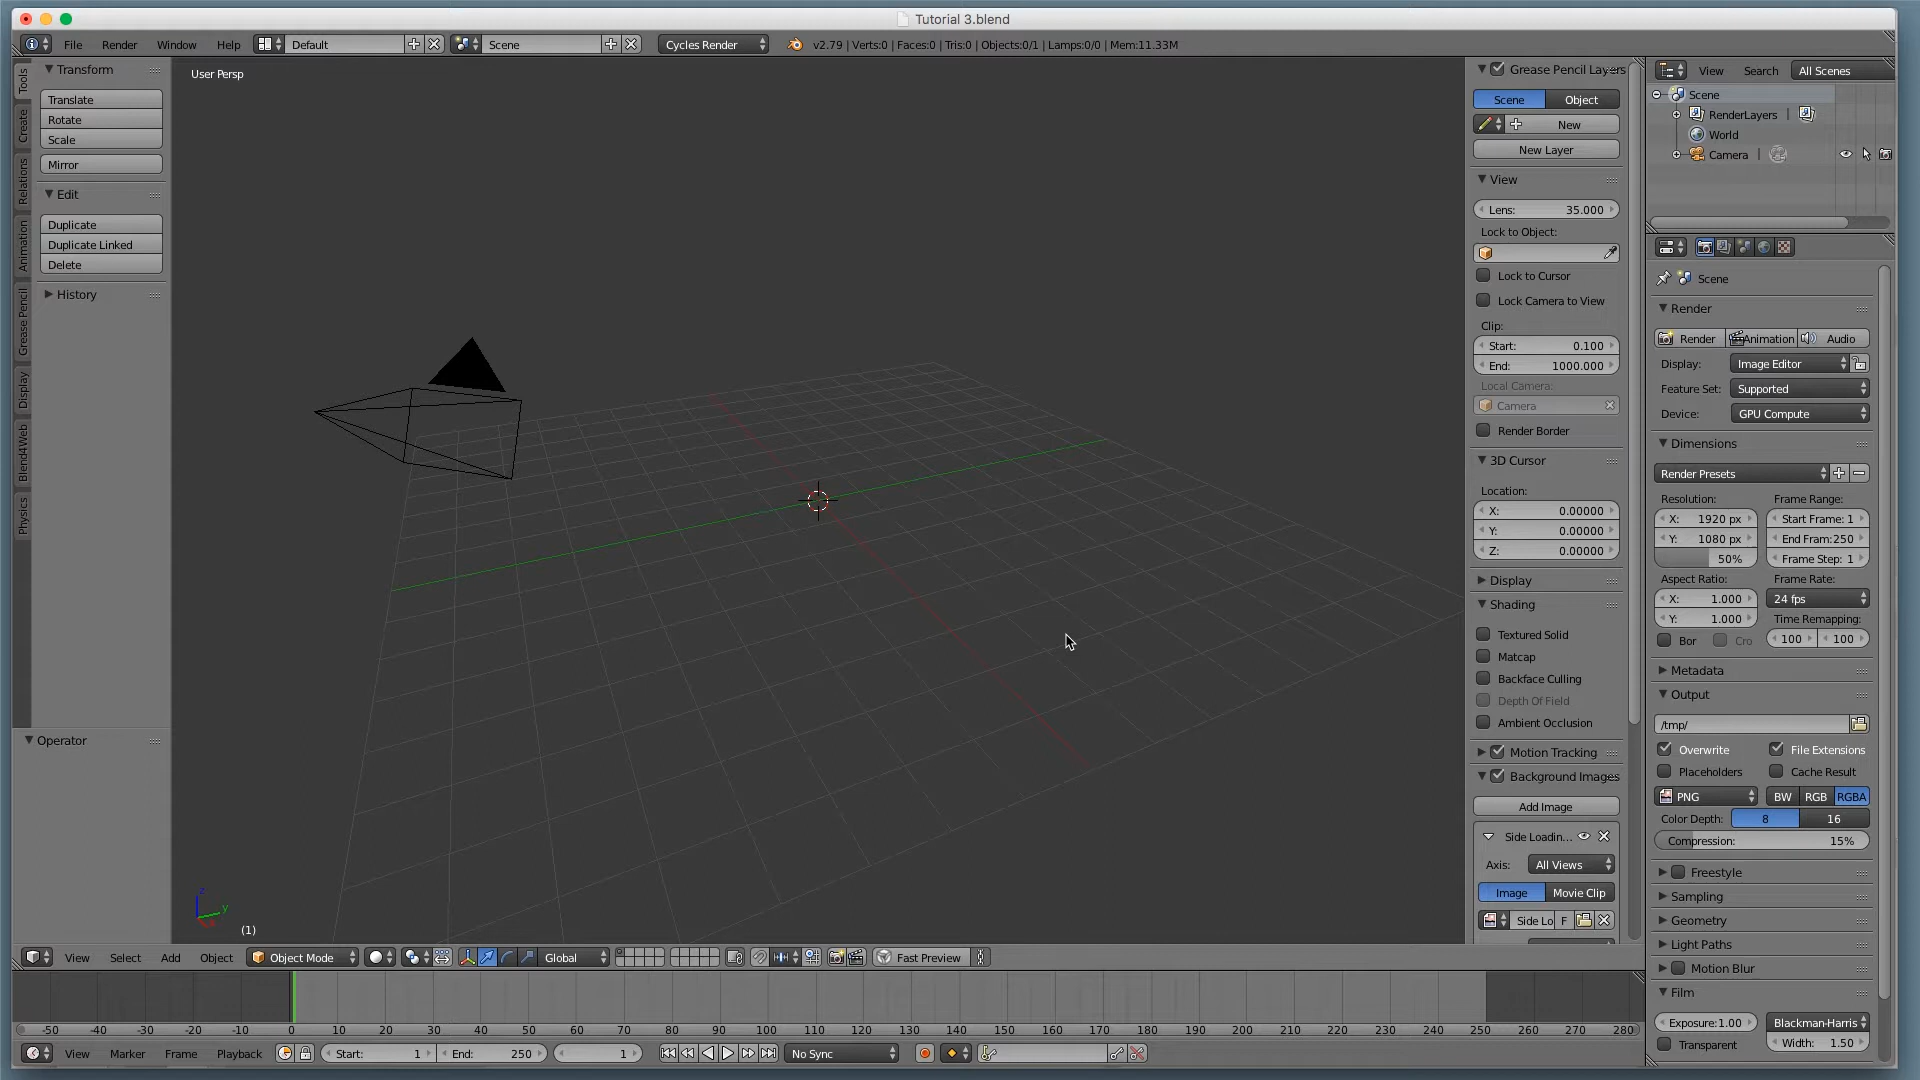 Tutorial 3.blend
File Render Window Help Default Scene Cycles Render v2.79 | Verts:0 | Faces:0 | Tris:0 | Objects:0/1 | Lamps:0/0 | Mem:11.33M
Tools
Create
Relations
Animation
Grease Pencil
Display
Blend4Web
Physics
Transform
Translate
Rotate
Scale
Mirror
Edit
Duplicate
Duplicate Linked
Delete
History
Operator
User Persp
z
y
(1)
Grease Pencil Layers
Scene Object
New
New Layer
View
Lens: 35.000
Lock to Object:
Lock to Cursor
Lock Camera to View
Clip:
Start: 0.100
End: 1000.000
Local Camera:
Camera
Render Border
3D Cursor
Location:
X: 0.00000
Y: 0.00000
Z: 0.00000
Display
Shading
Textured Solid
Matcap
Backface Culling
Depth Of Field
Ambient Occlusion
Motion Tracking
Background Images
Add Image
Side Loadin...
Axis: All Views
Image Movie Clip
Side Lo F
View Search All Scenes
Scene
RenderLayers |
World
Camera |
Scene
Render
Render Animation Audio
Display: Image Editor
Feature Set: Supported
Device: GPU Compute
Dimensions
Render Presets
Resolution: Frame Range:
X: 1920 px Start Frame: 1
Y: 1080 px End Fram:250
50% Frame Step: 1
Aspect Ratio: Frame Rate:
X: 1.000 24 fps
Y: 1.000 Time Remapping:
Bor Cro 100 100
Metadata
Output
/tmp/
Overwrite File Extensions
Placeholders Cache Result
PNG BW RGB RGBA
Color Depth: 8 16
Compression: 15%
Freestyle
Sampling
Geometry
Light Paths
Motion Blur
Film
Exposure:1.00 Blackman-Harris
Transparent Width: 1.50
View Select Add Object Object Mode Global Fast Preview
-50 -40 -30 -20 -10 0 10 20 30 40 50 60 70 80 90 100 110 120 130 140 150 160 170 180 190 200 210 220 230 240 250 260 270 280
View Marker Frame Playback Start: 1 End: 250 1 No Sync